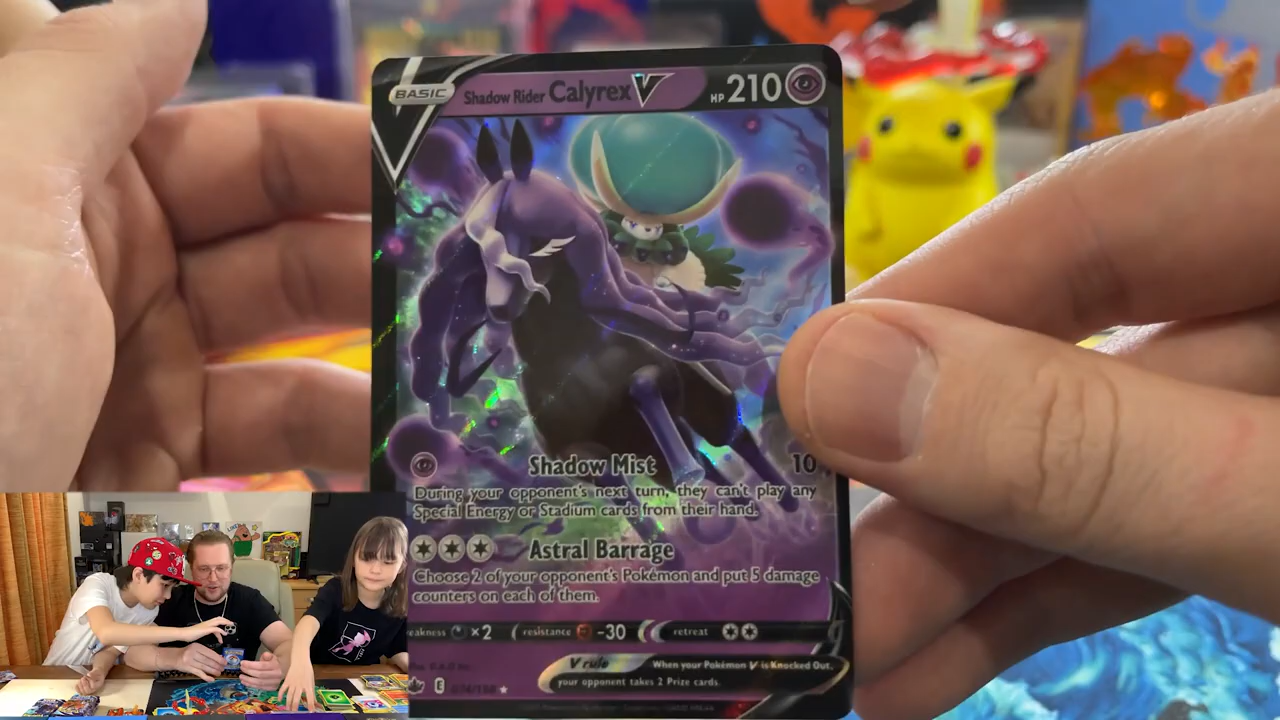 BASIC
Shadow Rider Calyrex V
HP 210
Shadow Mist 10
During your opponent's next turn, they can't play any
Special Energy or Stadium cards from their hand.
Astral Barrage
Choose 2 of your opponent's Pokémon and put 5 damage
counters on each of them.
eakness ×2 resistance -30 retreat
V rule When your Pokémon V is Knocked Out,
your opponent takes 2 Prize cards.
E 074/198